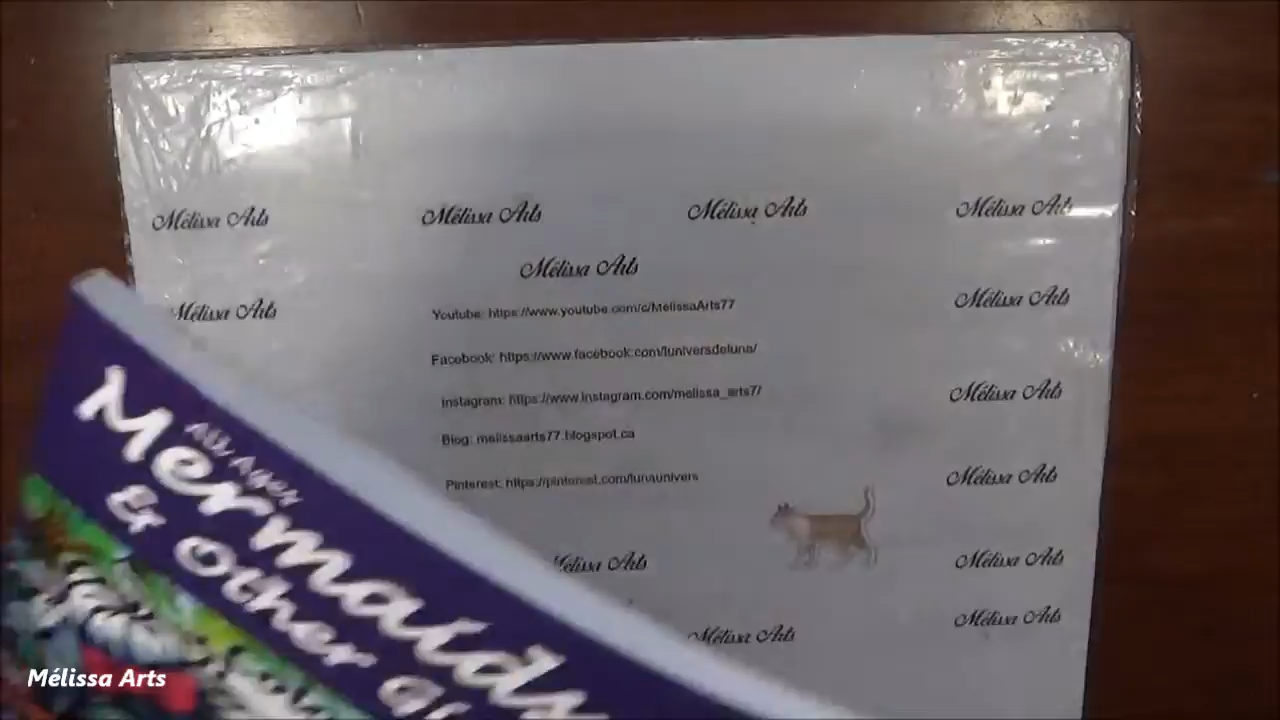 Mélissa Arts Mélissa Arts Mélissa Arts Mélissa Arts
Mélissa Arts
Mélissa Arts
Mélissa Arts
Youtube: https://www.youtube.com/c/MelissaArts77
Facebook: https://www.facebook.com/luniversdeluna/
Instagram: https://www.instagram.com/melissa_arts7/
Mélissa Arts
Blog: melissaarts77.blogspot.ca
Pinterest: https://pinterest.com/lunaunivers
Mélissa Arts
Mélissa Arts
Mélissa Arts
Mélissa Arts
Mélissa Arts
Mermaids
& Other
Mélissa Arts